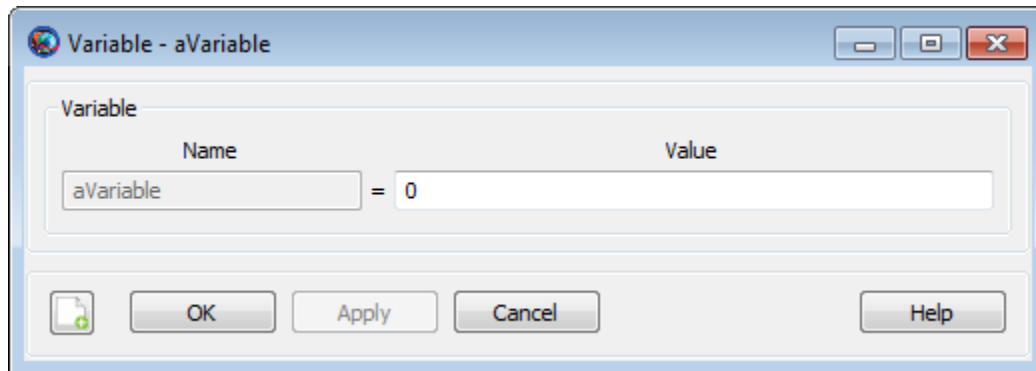 Variable - aVariable
Variable
Name Value
aVariable = 0
OK Apply Cancel Help